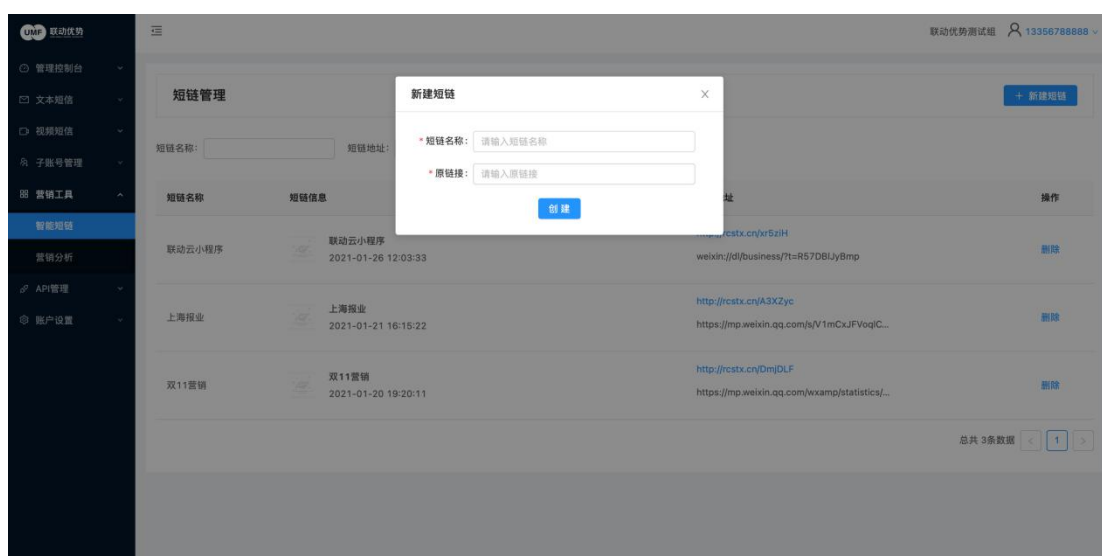 UMF 联动优势
联动优势测试组 13356788888
管理控制台
文本短信
视频短信
子账号管理
营销工具
智能短链
营销分析
API管理
账户设置
短链管理
+ 新建短链
短链名称:
短链地址:
新建短链
* 短链名称: 请输入短链名称
* 原链接: 请输入原链接
创 建
短链名称 短链信息 址 操作
联动云小程序 联动云小程序 http://rcstx.cn/xr5ziH 删除
2021-01-26 12:03:33 weixin://dl/business/?t=R57DBIJyBmp
上海报业 上海报业 http://rcstx.cn/A3XZyc 删除
2021-01-21 16:15:22 https://mp.weixin.qq.com/s/V1mCxJFVoqlC...
双11营销 双11营销 http://rcstx.cn/DmjDLF 删除
2021-01-20 19:20:11 https://mp.weixin.qq.com/wxamp/statistics/...
总共 3条数据 < 1 >